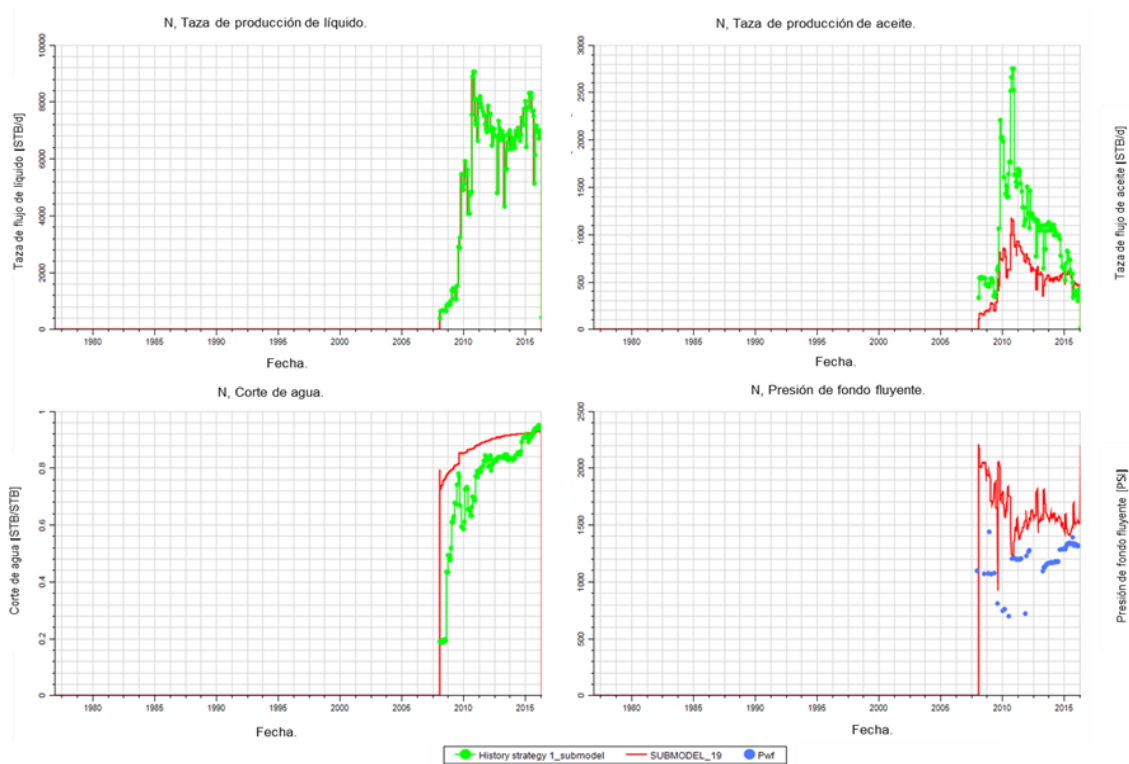 N, Taza de producción de líquido.
Taza de flujo de líquido [STB/d]
10000
8000
6000
4000
2000
0
1980 1985 1990 1995 2000 2005 2010 2015
Fecha.
N, Taza de producción de aceite.
3000
2500
2000
1500
1000
500
0
1980 1985 1990 1995 2000 2005 2010 2015
Fecha.
Taza de flujo de aceite [STB/d]
N, Corte de agua.
Corte de agua [STB/STB]
1
0.8
0.6
0.4
0.2
0
1980 1985 1990 1995 2000 2005 2010 2015
Fecha.
N, Presión de fondo fluyente.
2500
2000
1500
1000
500
0
1980 1985 1990 1995 2000 2005 2010 2015
Fecha.
Presión de fondo fluyente [PSI]
History strategy 1_submodel SUBMODEL_19 Pwf